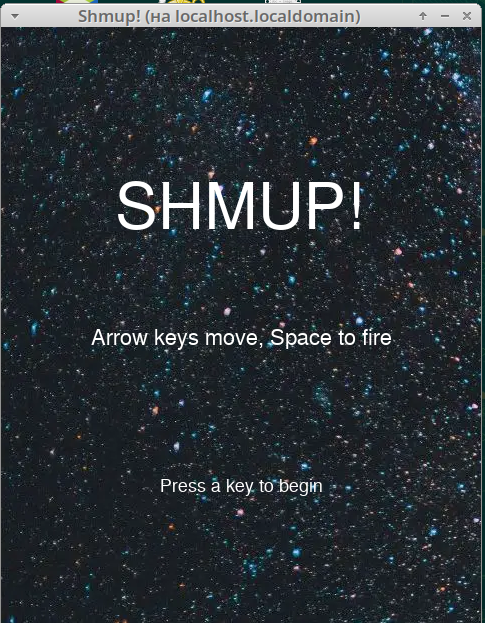 Shmup! (на localhost.localdomain)
SHMUP!
Arrow keys move, Space to fire
Press a key to begin